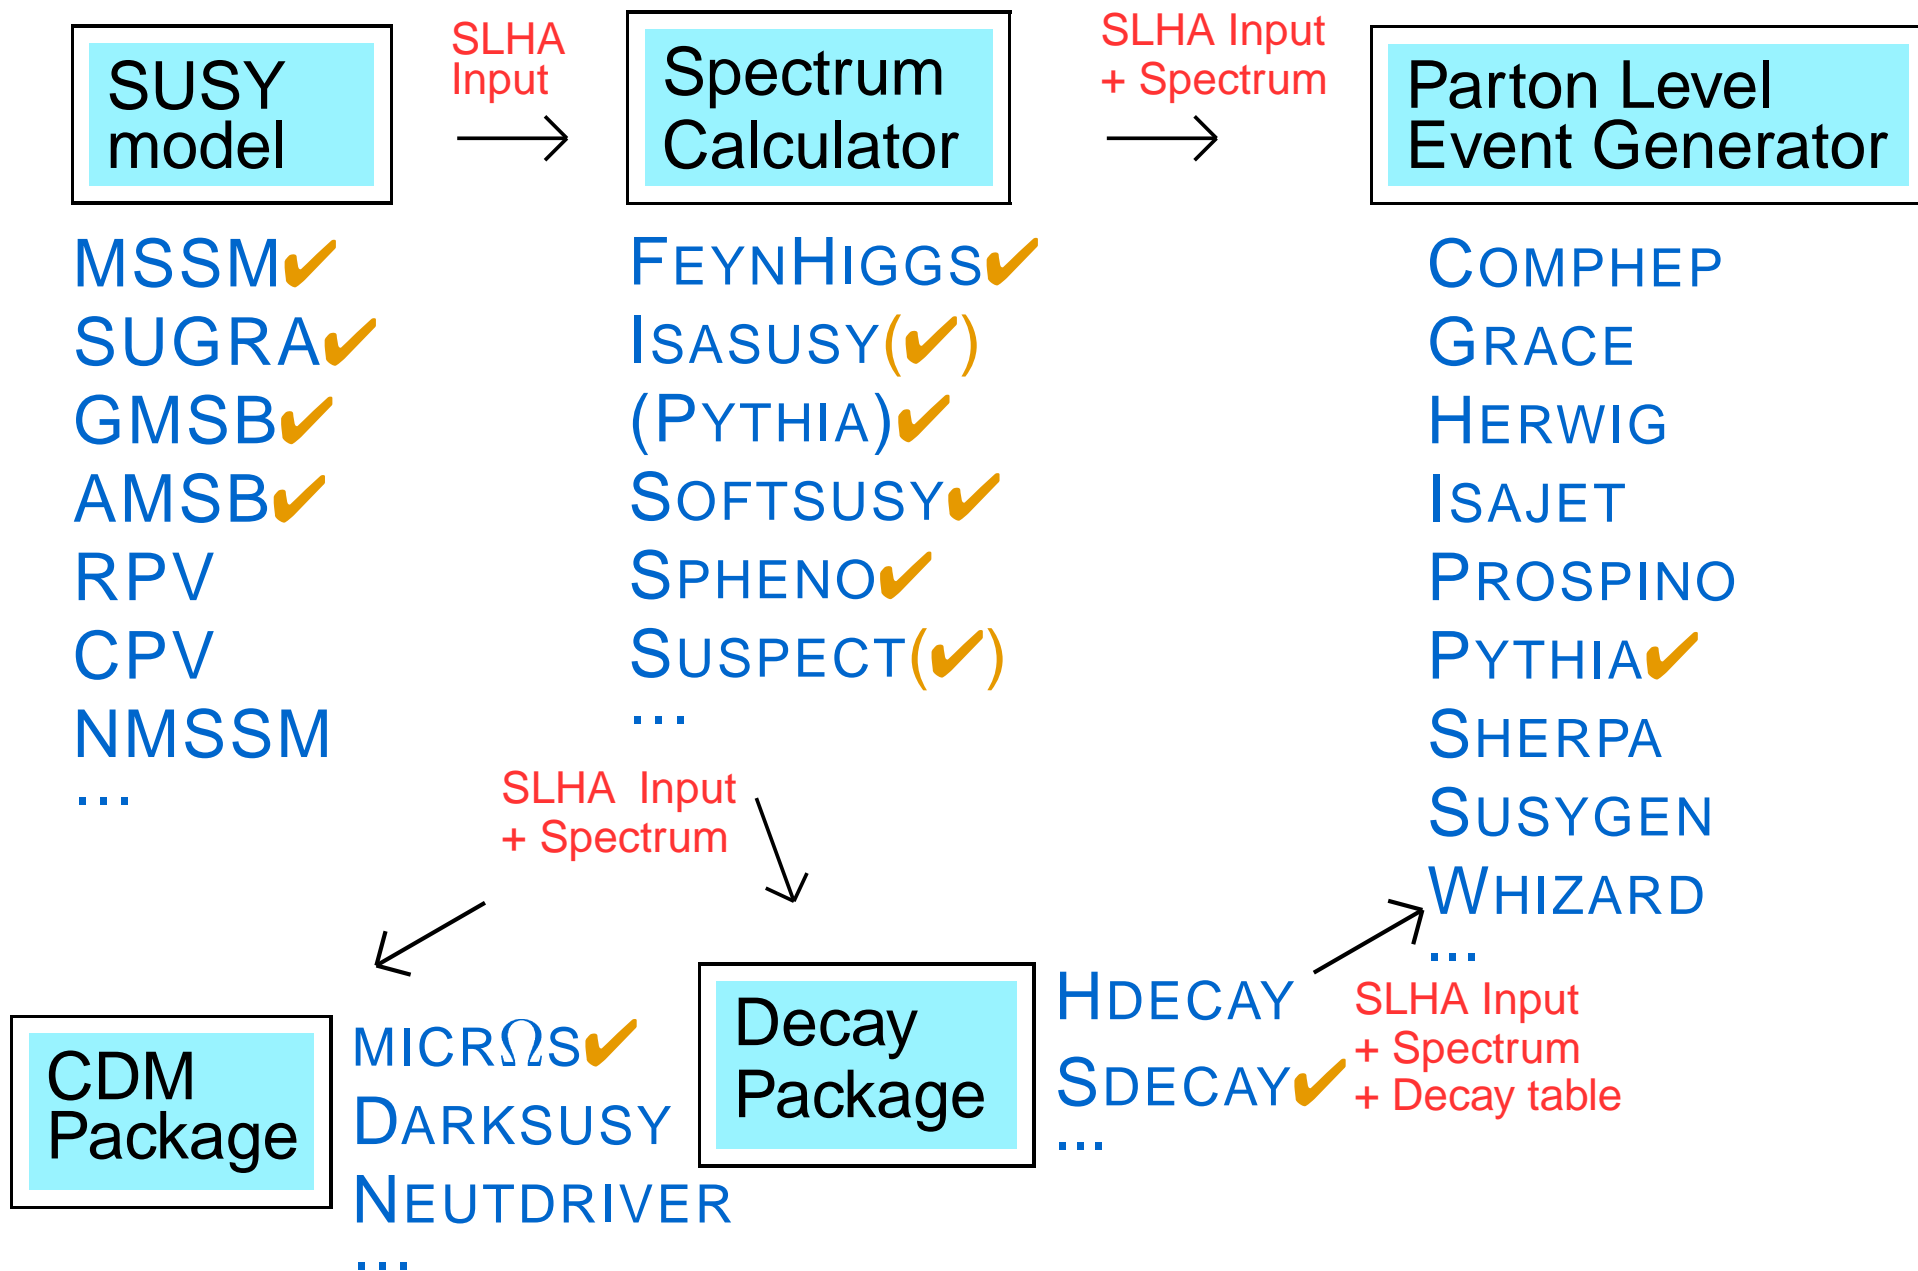 SUSY
model
SLHA
Input
Spectrum
Calculator
SLHA Input
+ Spectrum
Parton Level
Event Generator
MSSM✔
SUGRA✔
GMSB✔
AMSB✔
RPV
CPV
NMSSM
...
FEYNHIGGS✔
ISASUSY(✔)
(PYTHIA)✔
SOFTSUSY✔
SPHENO✔
SUSPECT(✔)
...
COMPHEP
GRACE
HERWIG
ISAJET
PROSPINO
PYTHIA✔
SHERPA
SUSYGEN
WHIZARD
...
SLHA Input
+ Spectrum
CDM
Package
MICRΩS✔
DARKSUSY
NEUTDRIVER
...
Decay
Package
HDECAY
SDECAY✔
...
SLHA Input
+ Spectrum
+ Decay table